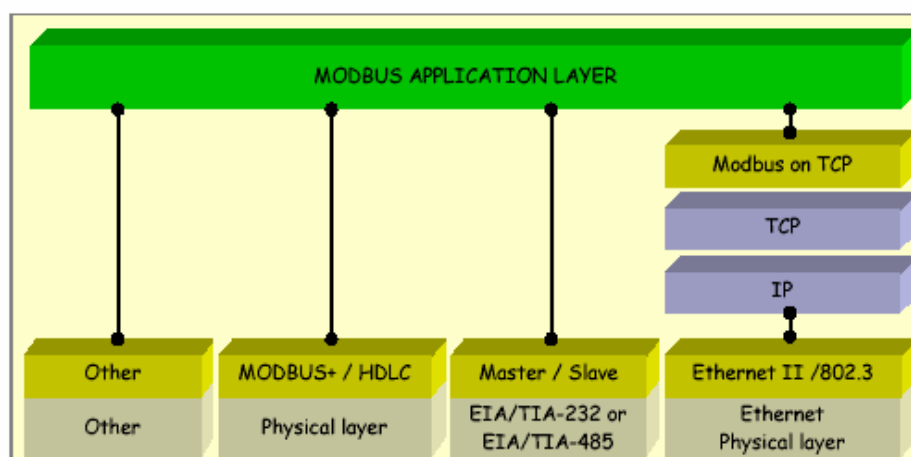 MODBUS APPLICATION LAYER
Modbus on TCP
TCP
IP
Other
MODBUS+ / HDLC
Master / Slave
Ethernet II /802.3
Other
Physical layer
EIA/TIA-232 or
EIA/TIA-485
Ethernet
Physical layer